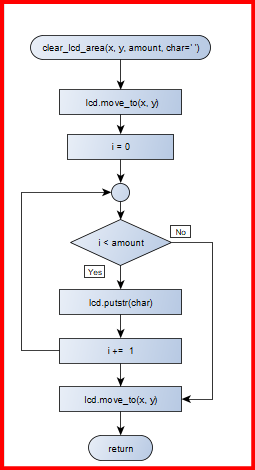 clear_lcd_area(x, y, amount, char=' ')
lcd.move_to(x, y)
i = 0
i < amount
No
Yes
lcd.putstr(char)
i += 1
lcd.move_to(x, y)
return